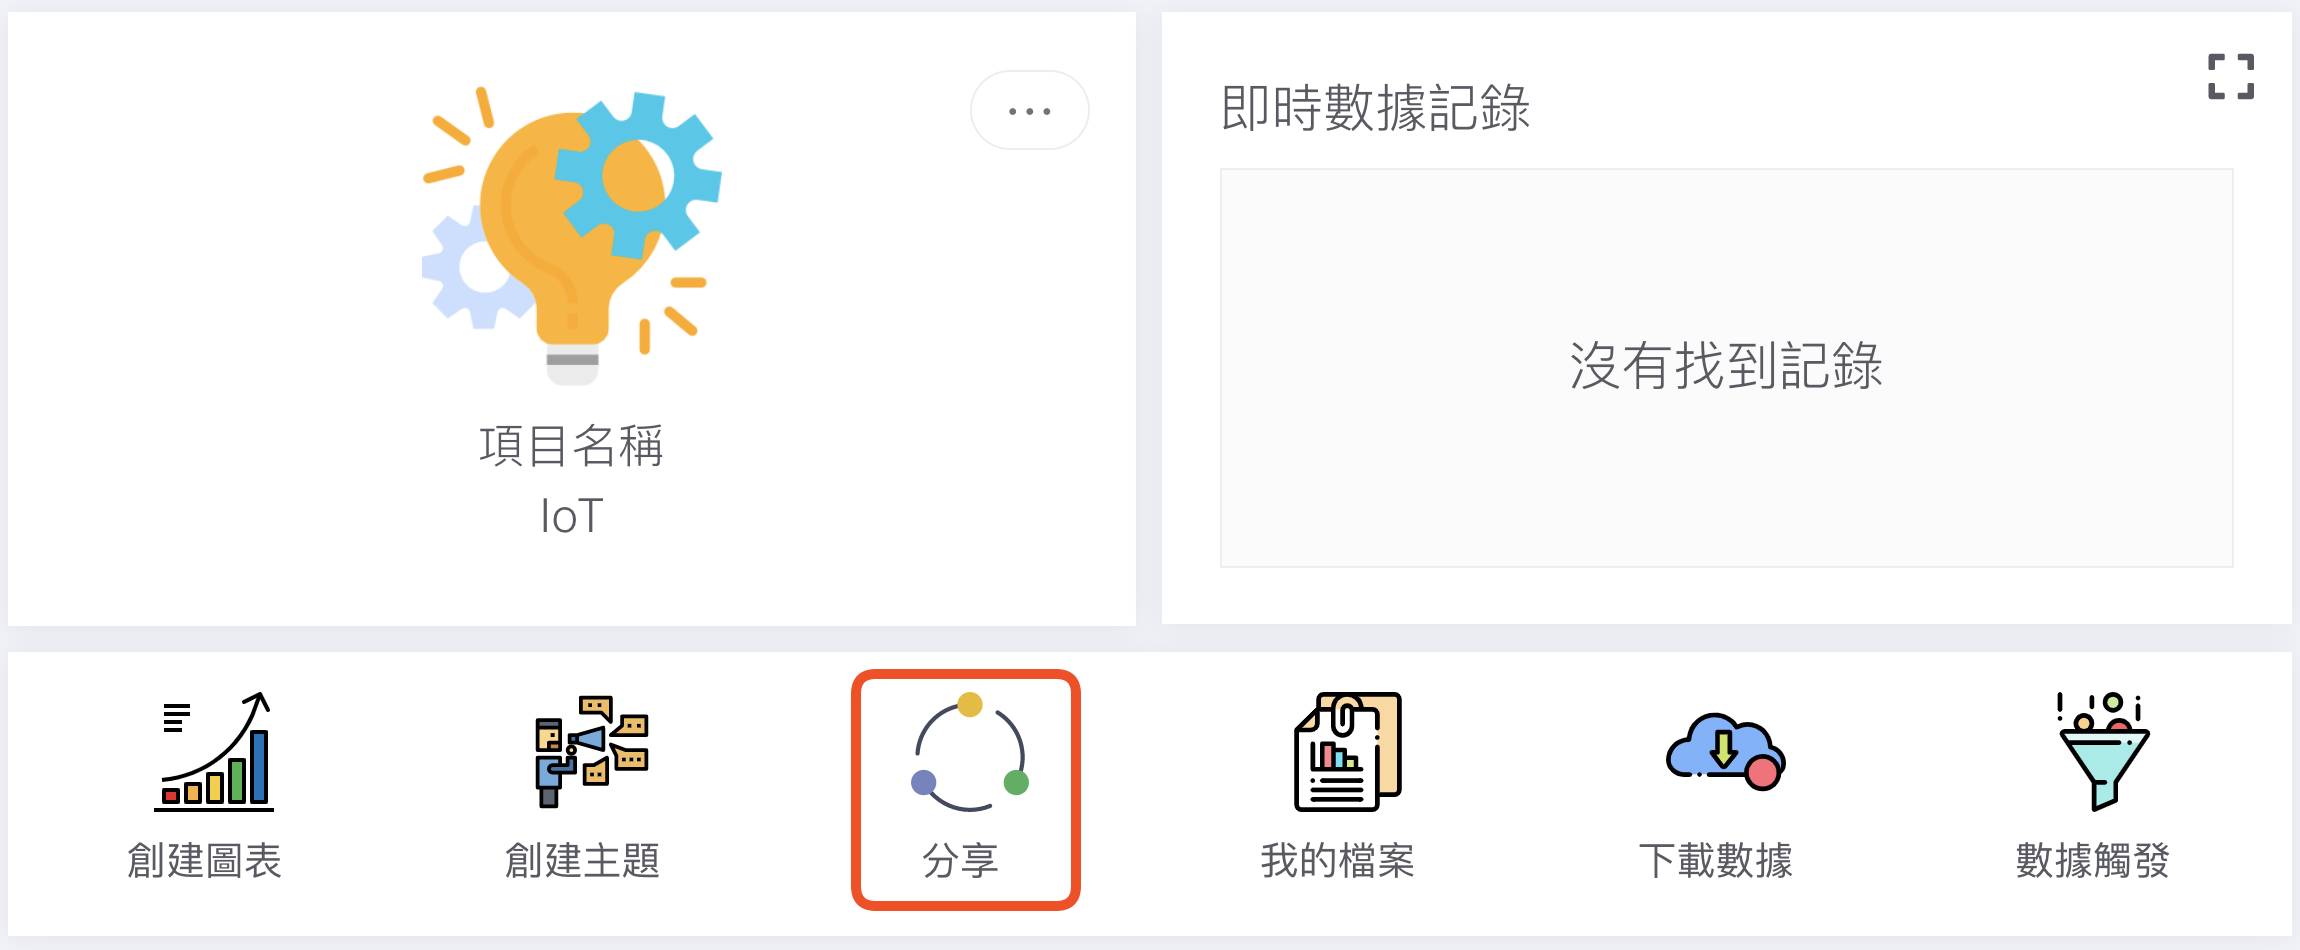 項目名稱
IoT
即時數據記錄
沒有找到記錄
創建圖表
創建主題
分享
我的檔案
下載數據
數據觸發